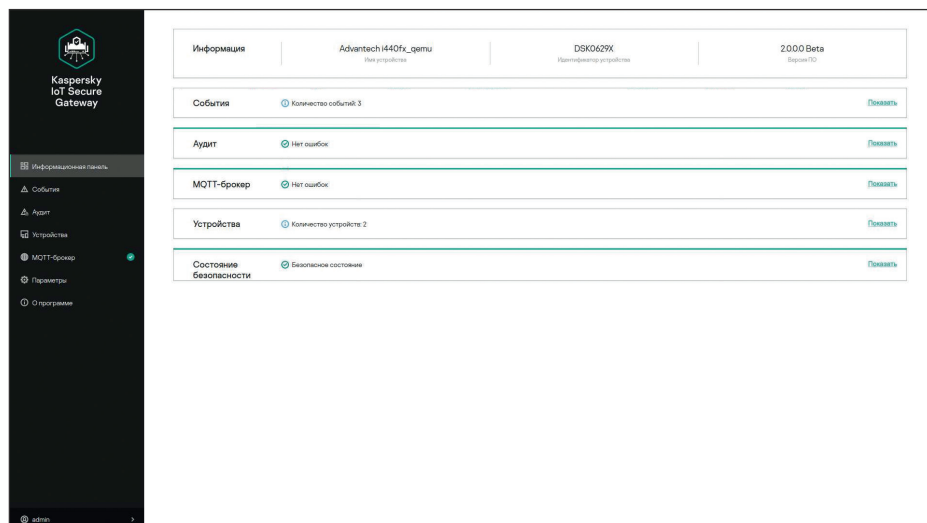 Kaspersky
IoT Secure
Gateway
Информационная панель
События
Аудит
Устройства
MQTT-брокер
Параметры
О программе
admin
Информация
Advantech i440fx_qemu
Имя устройства
DSK0629X
Идентификатор устройства
2.0.0.0 Beta
Версия ПО
События
Количество событий: 3
Показать
Аудит
Нет ошибок
Показать
MQTT-брокер
Нет ошибок
Показать
Устройства
Количество устройств: 2
Показать
Состояние
безопасности
Безопасное состояние
Показать